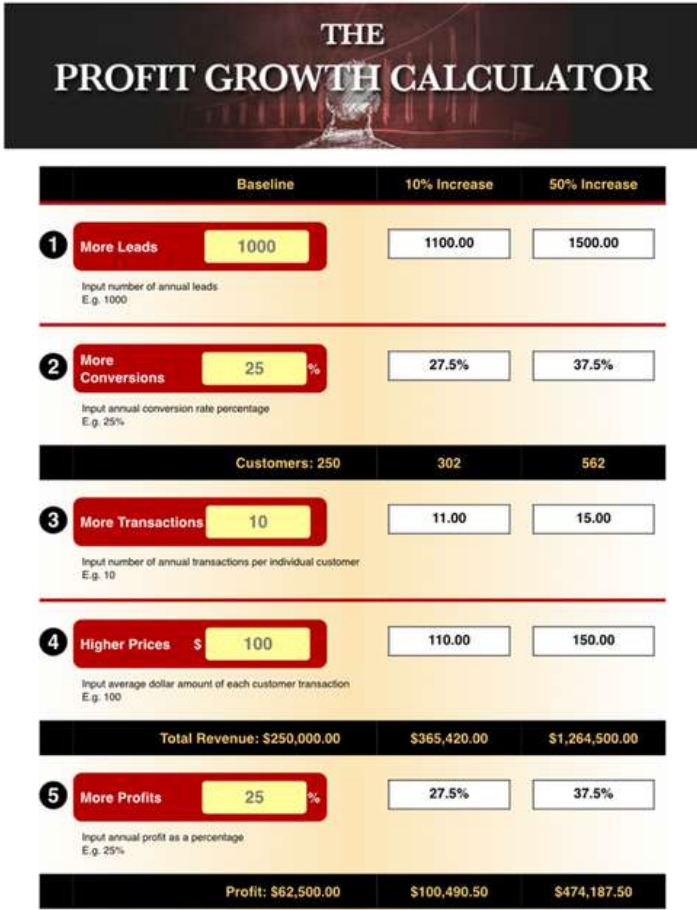 THE
PROFIT GROWTH CALCULATOR
Baseline 10% Increase 50% Increase
1 More Leads 1000 1100.00 1500.00
Input number of annual leads
E.g. 1000
2 More Conversions 25 % 27.5% 37.5%
Input annual conversion rate percentage
E.g. 25%
Customers: 250 302 562
3 More Transactions 10 11.00 15.00
Input number of annual transactions per individual customer
E.g. 10
4 Higher Prices $ 100 110.00 150.00
Input average dollar amount of each customer transaction
E.g. 100
Total Revenue: $250,000.00 $365,420.00 $1,264,500.00
5 More Profits 25 % 27.5% 37.5%
Input annual profit as a percentage
E.g. 25%
Profit: $62,500.00 $100,490.50 $474,187.50